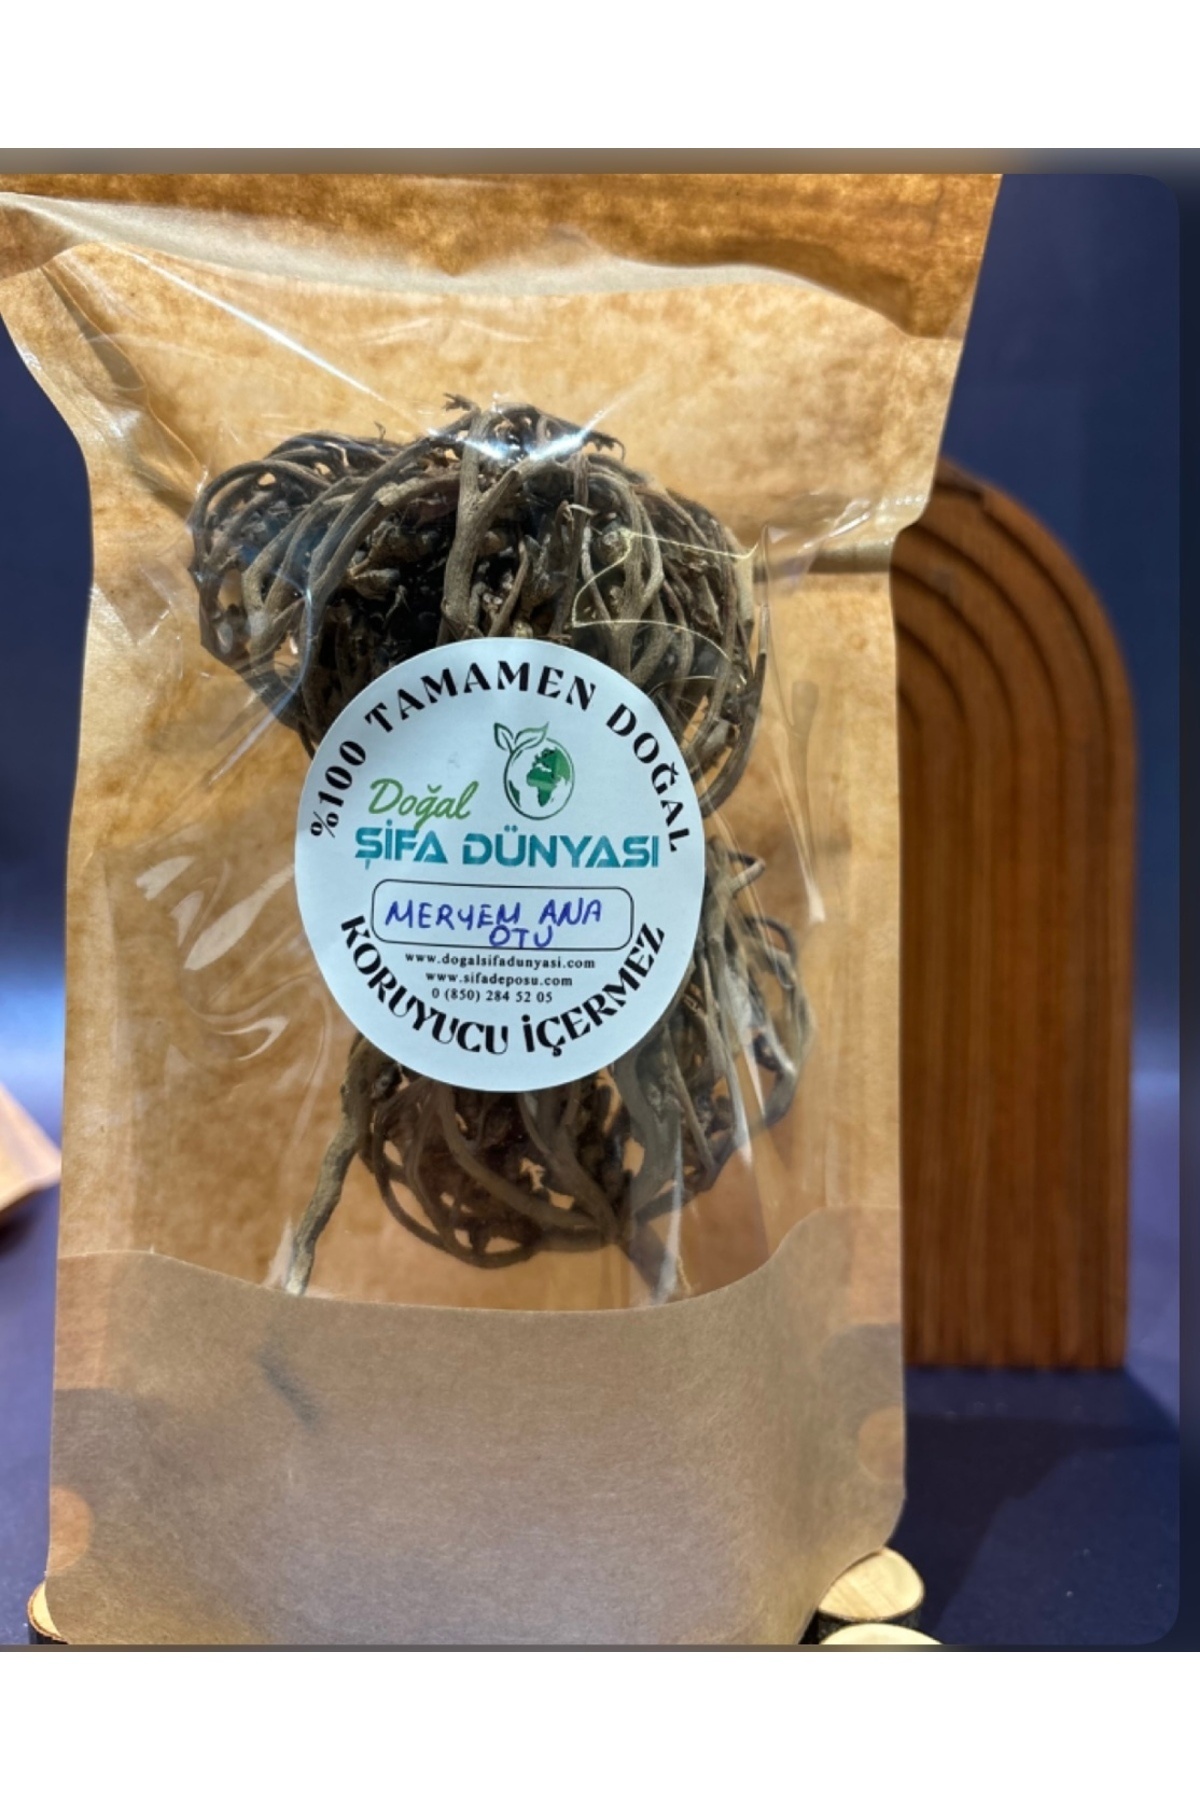 %100 TAMAMEN DOĞAL
Doğal
ŞİFA DÜNYASI
MERYEM ANA
OTU
www.dogalsifadunyasi.com
www.sifadeposu.com
0 (850) 284 52 05
KORUYUCU İÇERMEZ